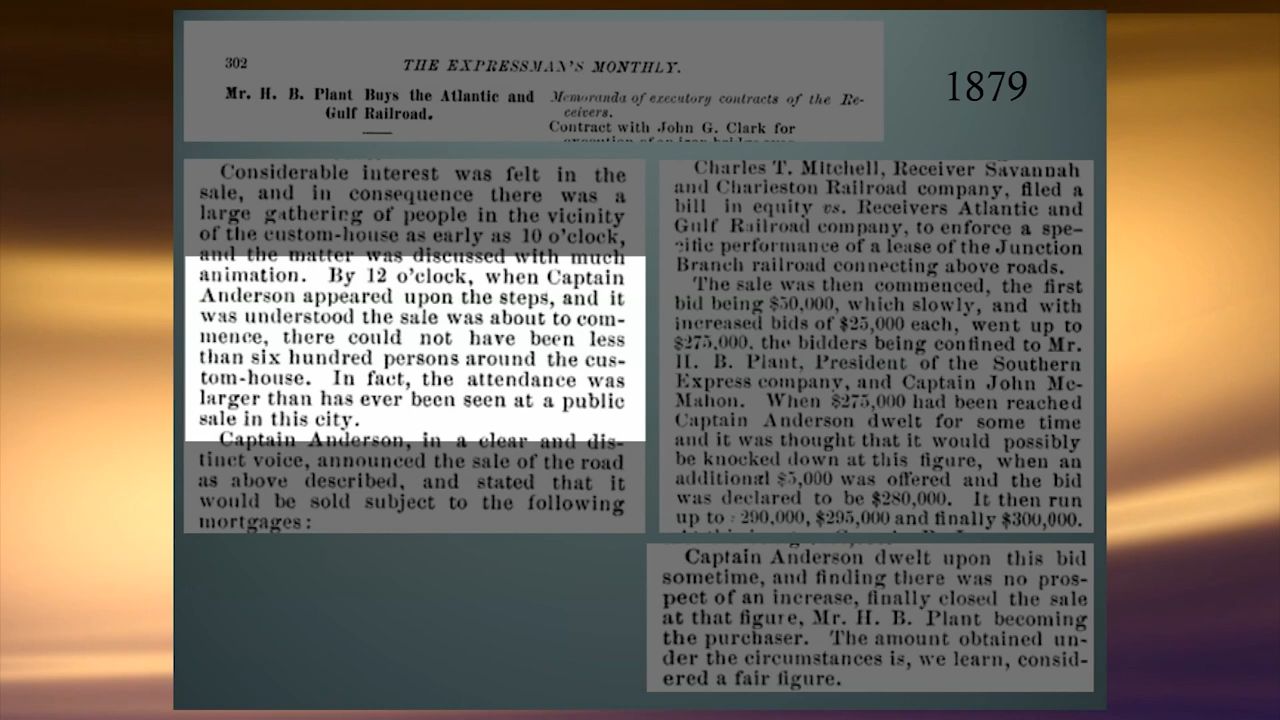 302
THE EXPRESSMAN'S MONTHLY.
1879
Mr. H. B. Plant Buys the Atlantic and
Gulf Railroad.
Memoranda of executory contracts of the Re-
ceivers.
Contract with John G. Clark for
Considerable interest was felt in the
sale, and in consequence there was a
large gathering of people in the vicinity
of the custom-house as early as 10 o'clock,
and the matter was discussed with much
animation. By 12 o'clock, when Captain
Anderson appeared upon the steps, and it
was understood the sale was about to com-
mence, there could not have been less
than six hundred persons around the cus-
tom-house. In fact, the attendance was
larger than has ever been seen at a public
sale in this city.
Captain Anderson, in a clear and dis-
tinct voice, announced the sale of the road
as above described, and stated that it
would be sold subject to the following
mortgages:
Charles T. Mitchell, Receiver Savannah
and Charleston Railroad company, filed a
bill in equity vs. Receivers Atlantic and
Gulf Railroad company, to enforce a spe-
cific performance of a lease of the Junction
Branch railroad connecting above roads.
The sale was then commenced, the first
bid being $50,000, which slowly, and with
increased bids of $25,000 each, went up to
$275,000, the bidders being confined to Mr.
H. B. Plant, President of the Southern
Express company, and Captain John Mc-
Mahon. When $275,000 had been reached
Captain Anderson dwelt for some time
and it was thought that it would possibly
be knocked down at this figure, when an
additional $5,000 was offered and the bid
was declared to be $280,000. It then run
up to 290,000, $295,000 and finally $300,000.
Captain Anderson dwelt upon this bid
sometime, and finding there was no pros-
pect of an increase, finally closed the sale
at that figure, Mr. H. B. Plant becoming
the purchaser. The amount obtained un-
der the circumstances is, we learn, consid-
ered a fair figure.